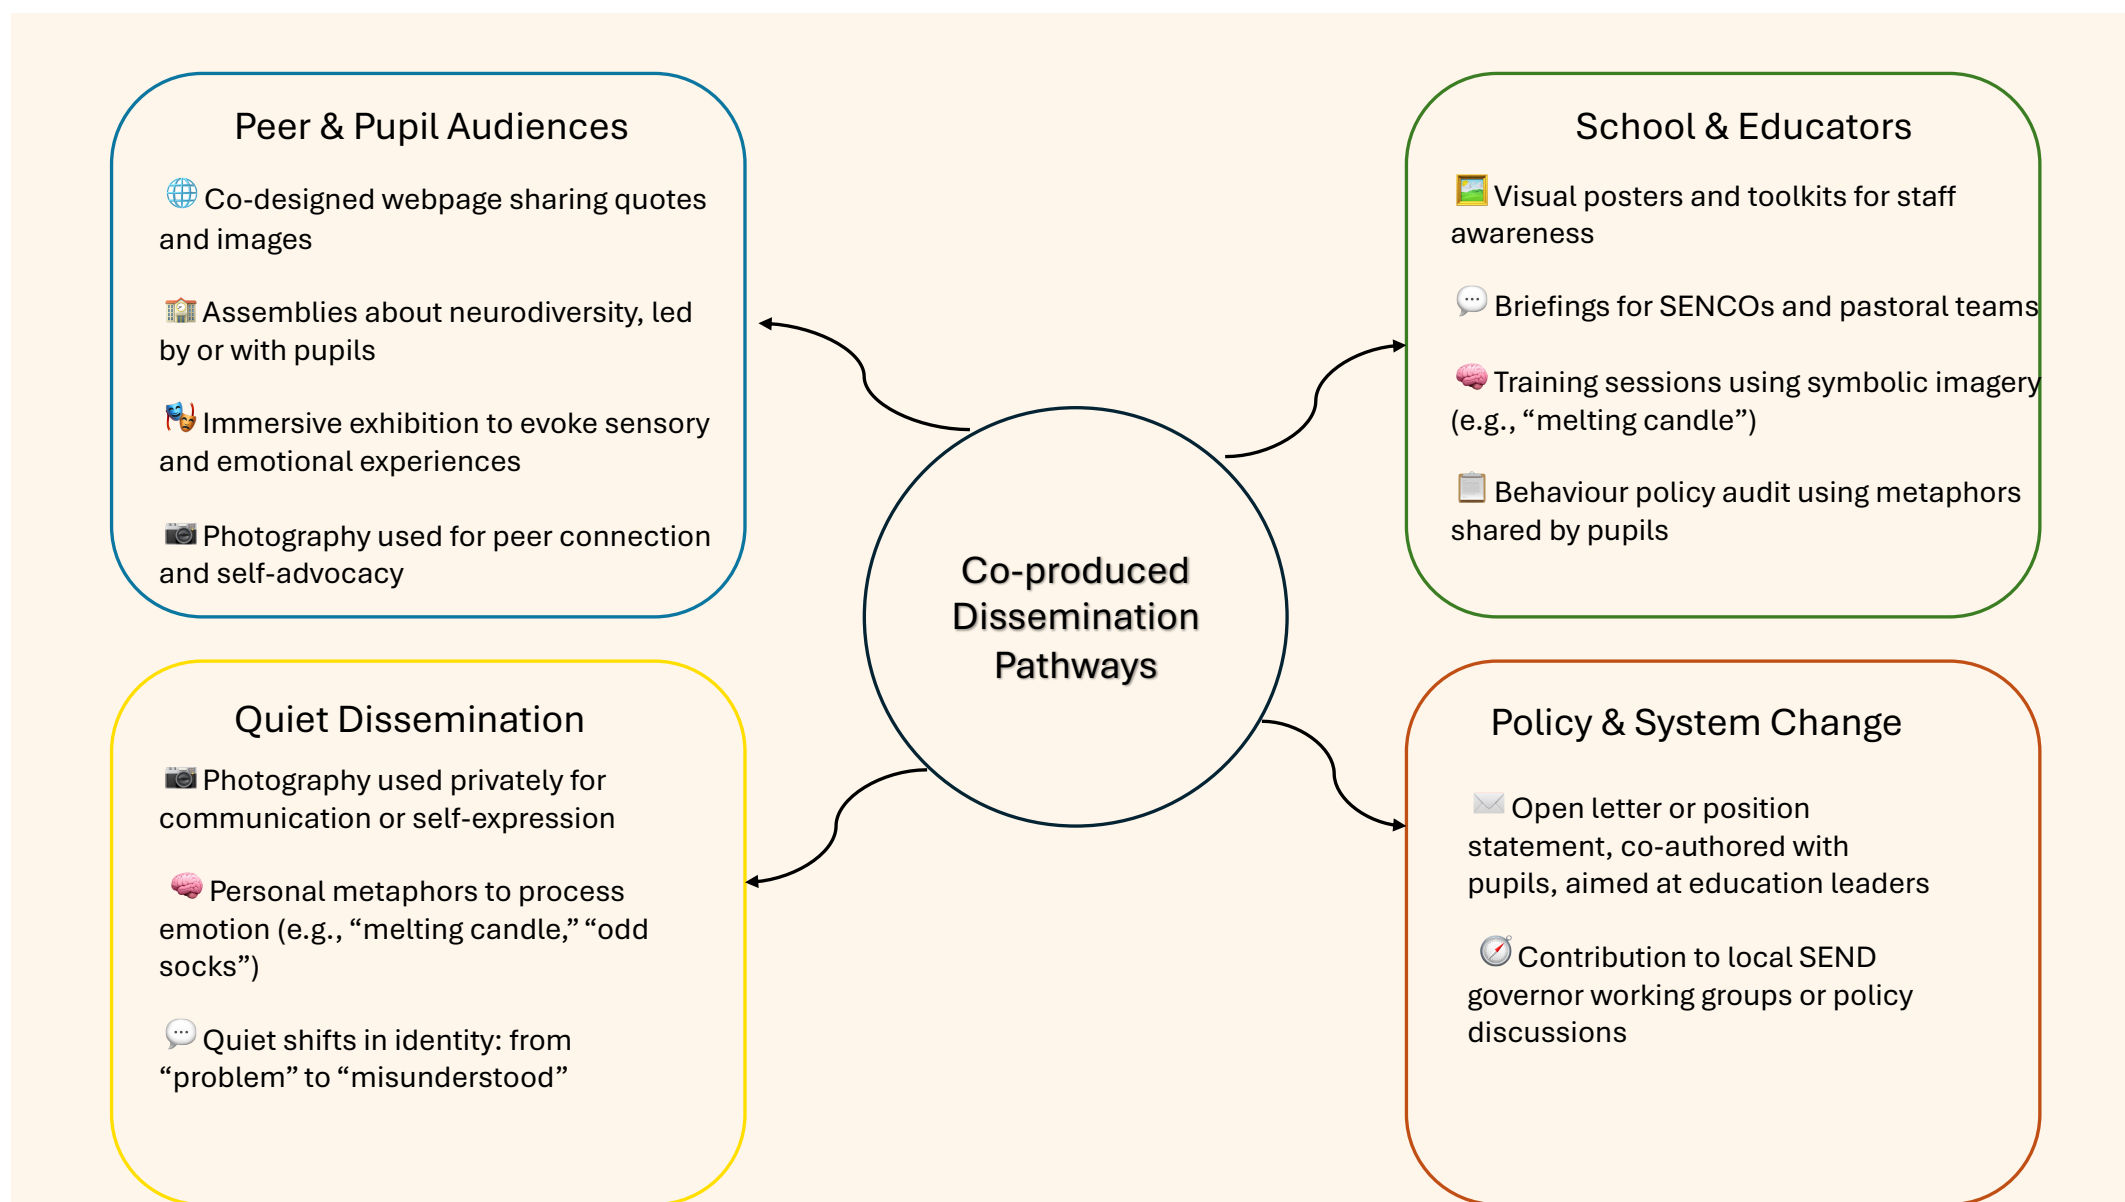 Peer & Pupil Audiences
🌐 Co-designed webpage sharing quotes
and images
🏫 Assemblies about neurodiversity, led
by or with pupils
🎭 Immersive exhibition to evoke sensory
and emotional experiences
📷 Photography used for peer connection
and self-advocacy
School & Educators
🖼️ Visual posters and toolkits for staff
awareness
💬 Briefings for SENCOs and pastoral teams
🧠 Training sessions using symbolic imagery
(e.g., “melting candle”)
📋 Behaviour policy audit using metaphors
shared by pupils
Co-produced
Dissemination
Pathways
Quiet Dissemination
📷 Photography used privately for
communication or self-expression
🧠 Personal metaphors to process
emotion (e.g., “melting candle,” “odd
socks”)
💬 Quiet shifts in identity: from
“problem” to “misunderstood”
Policy & System Change
✉️ Open letter or position
statement, co-authored with
pupils, aimed at education leaders
🧭 Contribution to local SEND
governor working groups or policy
discussions